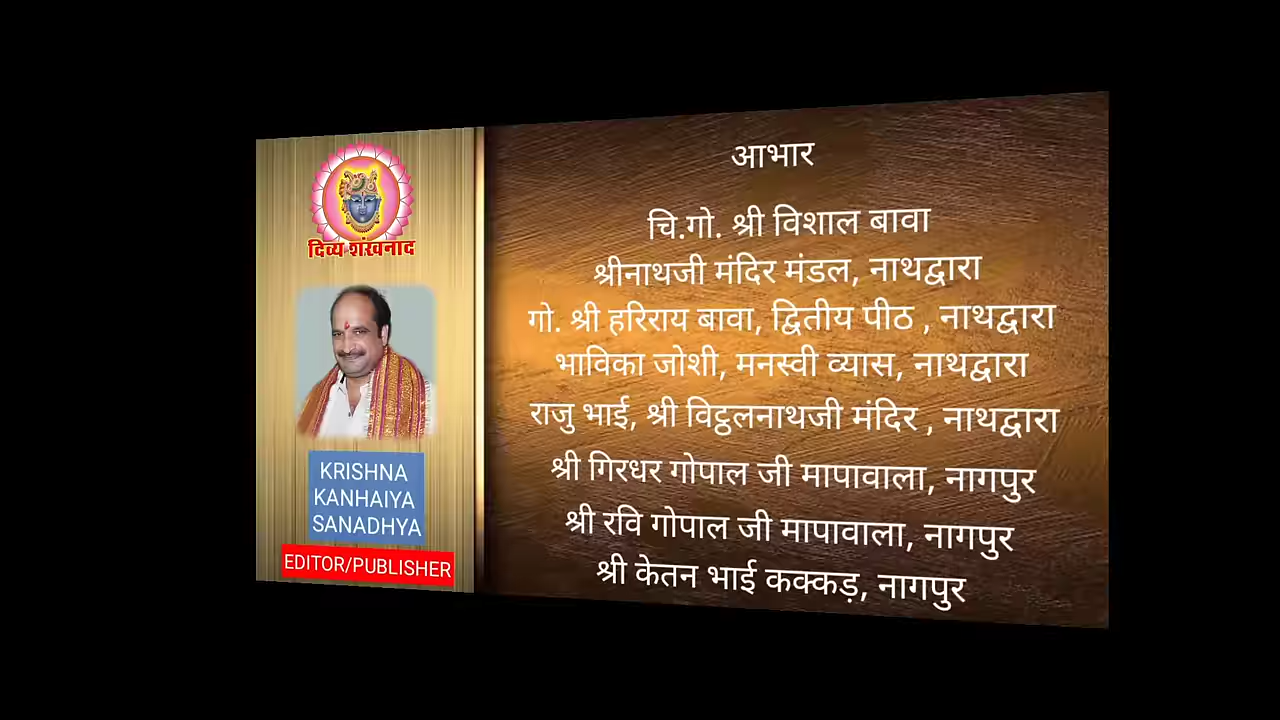 दिव्य शंखनाद
KRISHNA
KANHAIYA
SANADHYA
EDITOR/PUBLISHER
आभार
चि.गो. श्री विशाल बावा
श्रीनाथजी मंदिर मंडल, नाथद्वारा
गो. श्री हरिराय बावा, द्वितीय पीठ , नाथद्वारा
भाविका जोशी, मनस्वी व्यास, नाथद्वारा
राजु भाई, श्री विट्ठलनाथजी मंदिर , नाथद्वारा
श्री गिरधर गोपाल जी मापावाला, नागपुर
श्री रवि गोपाल जी मापावाला, नागपुर
श्री केतन भाई कक्कड़, नागपुर